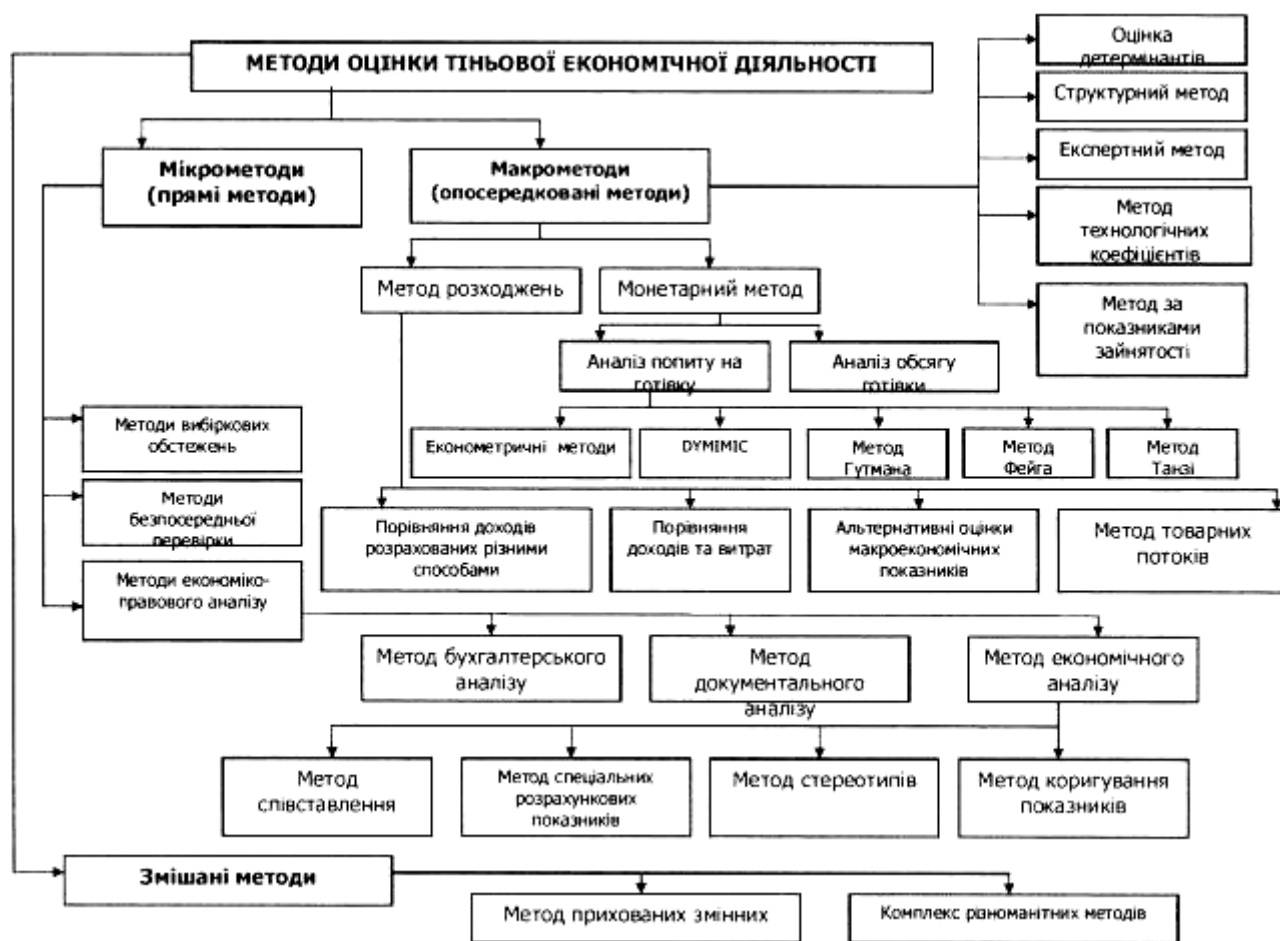 МЕТОДИ ОЦІНКИ ТІНЬОВОЇ ЕКОНОМІЧНОЇ ДІЯЛЬНОСТІ
Оцінка
детермінантів
Структурний метод
Експертний метод
Метод
технологічних
коефіцієнтів
Метод за
показниками
зайнятості
Мікрометоди
(прямі методи)
Макрометоди
(опосередковані методи)
Метод розходжень
Монетарний метод
Аналіз попиту на
готівку
Аналіз обсягу
готівки
Економетричні методи
DYMIMIC
Метод
Гутмана
Метод
Фейга
Метод
Танзі
Методи вибіркових
обстежень
Методи
безпосередньої
перевірки
Методи економіко-
правового аналізу
Порівняння доходів
розрахованих різними
способами
Порівняння
доходів та витрат
Альтернативні оцінки
макроекономічних
показників
Метод товарних
потоків
Метод бухгалтерського
аналізу
Метод
документального
аналізу
Метод економічного
аналізу
Метод
співставлення
Метод спеціальних
розрахункових
показників
Метод стереотипів
Метод коригування
показників
Змішані методи
Метод прихованих змінних
Комплекс різноманітних методів